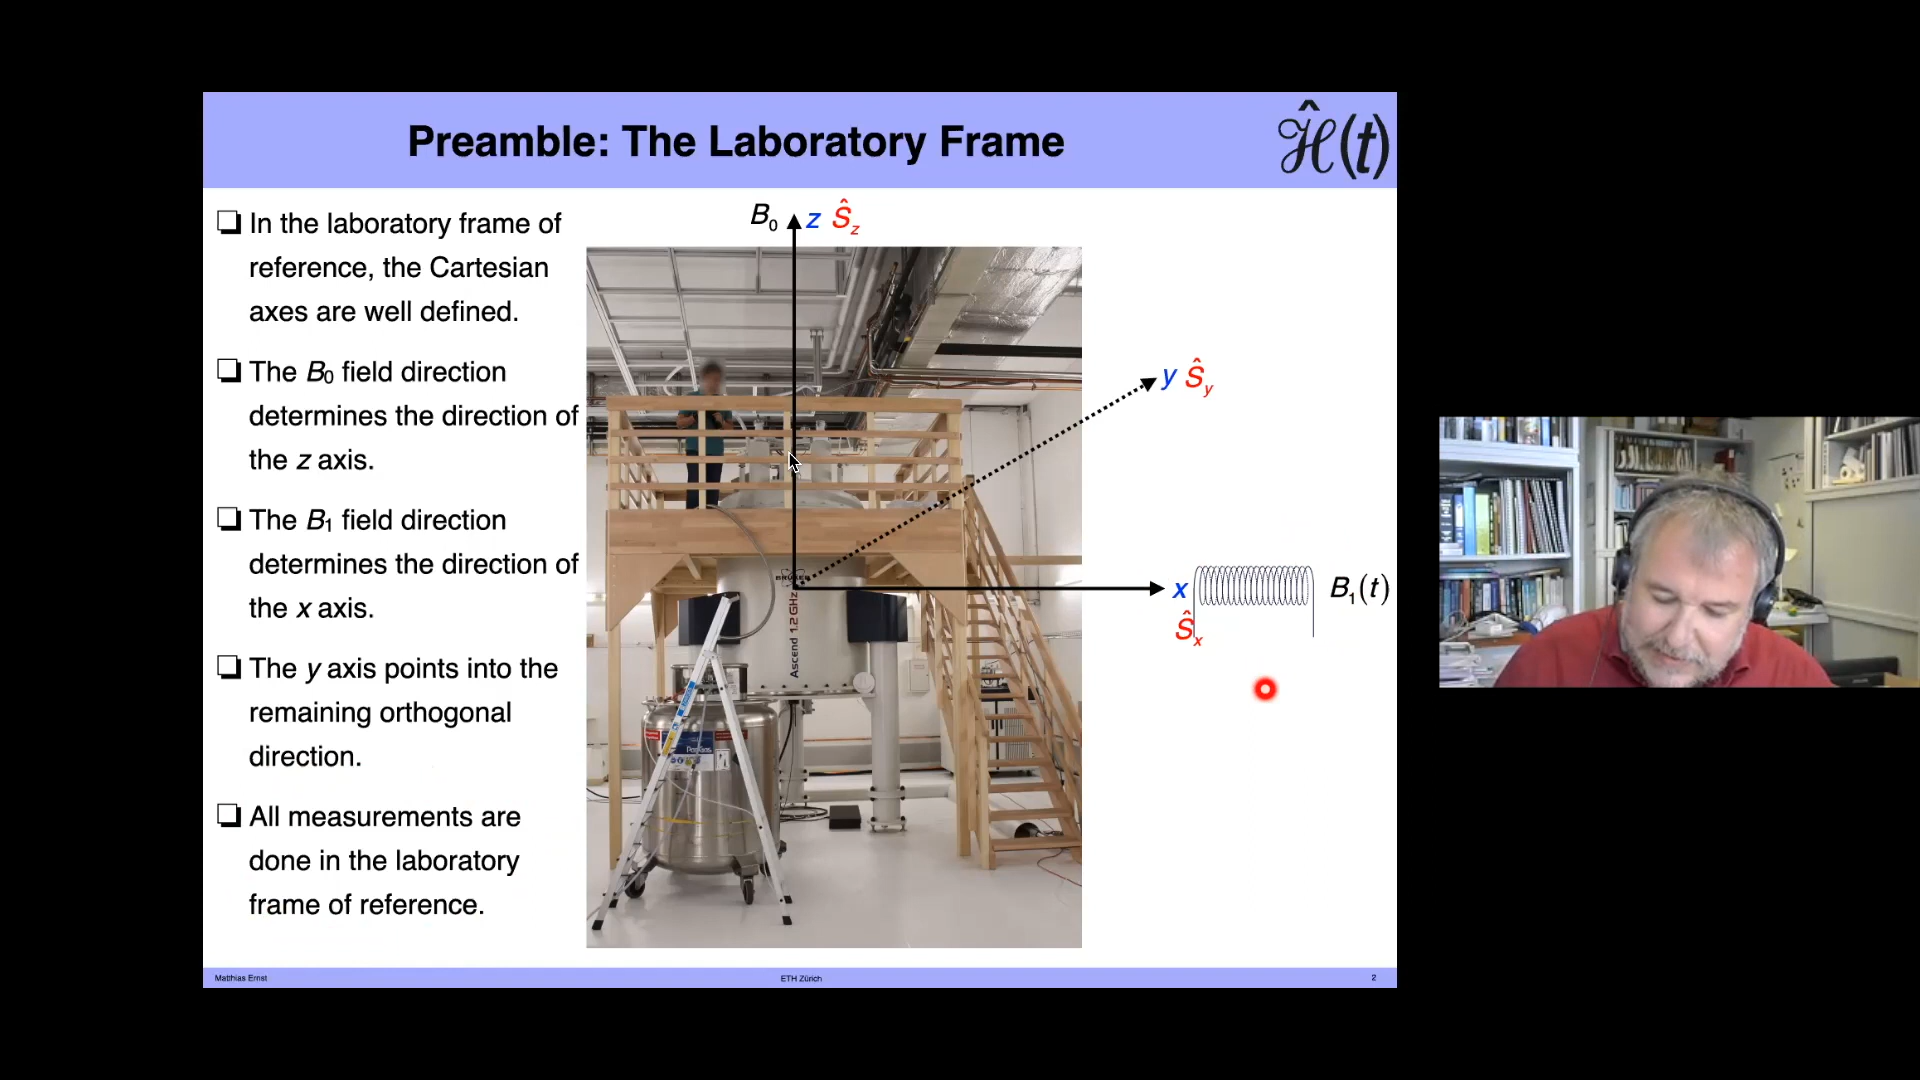 Preamble: The Laboratory Frame
Ĥ(t)
❏ In the laboratory frame of
reference, the Cartesian
axes are well defined.
❏ The B₀ field direction
determines the direction of
the z axis.
❏ The B₁ field direction
determines the direction of
the x axis.
❏ The y axis points into the
remaining orthogonal
direction.
❏ All measurements are
done in the laboratory
frame of reference.
B₀ z Ŝz
y Ŝy
x B₁(t)
Ŝx
BRUKER
Ascend 1.2 GHz
Matthias Ernst
ETH Zürich
2